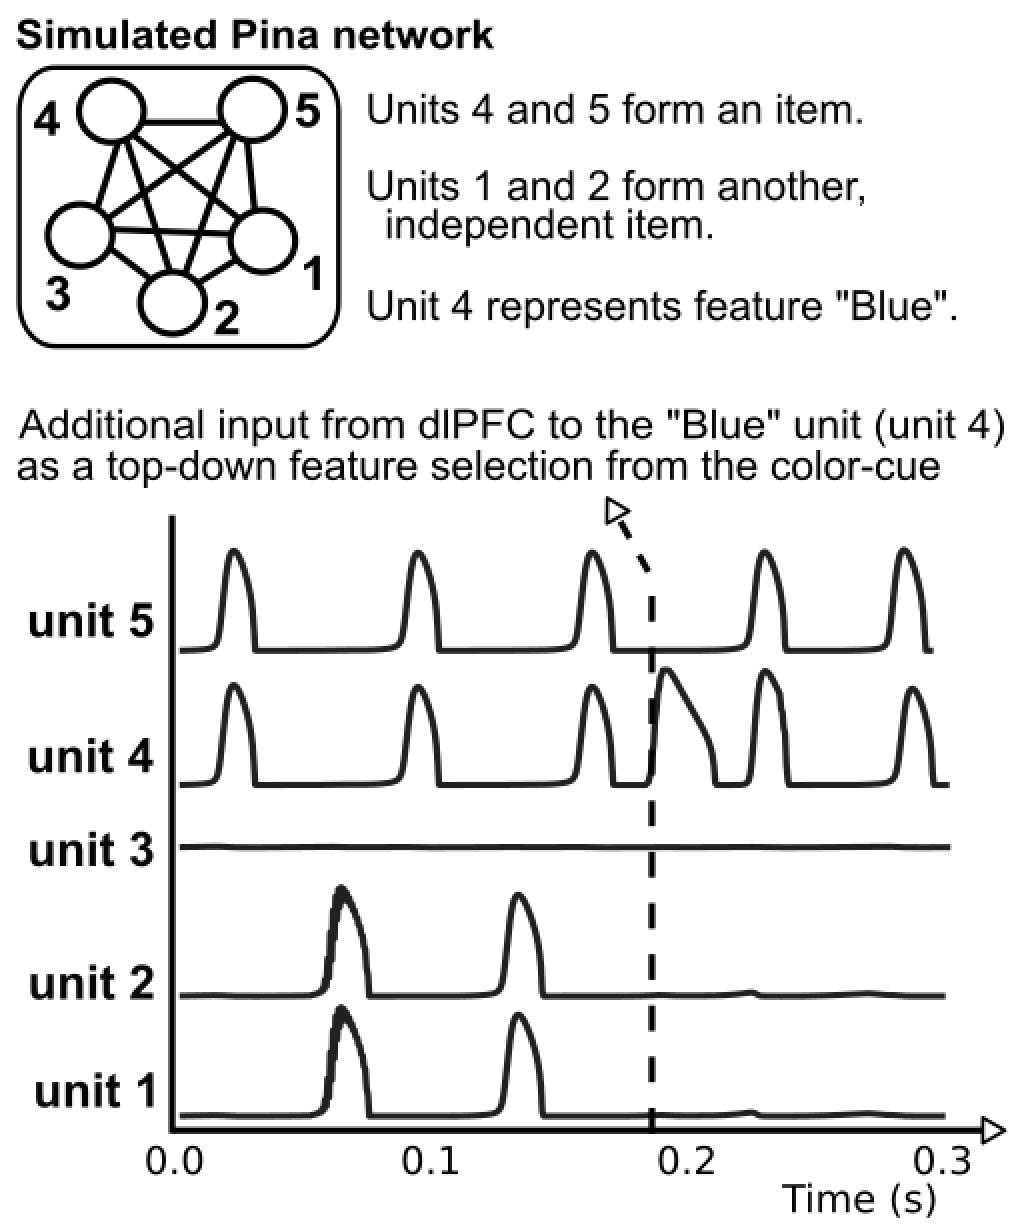 Simulated Pina network
4
5
3
1
2
Units 4 and 5 form an item.
Units 1 and 2 form another,
independent item.
Unit 4 represents feature "Blue".
Additional input from dlPFC to the "Blue" unit (unit 4)
as a top-down feature selection from the color-cue
unit 5
unit 4
unit 3
unit 2
unit 1
0.0 0.1 0.2 0.3
Time (s)